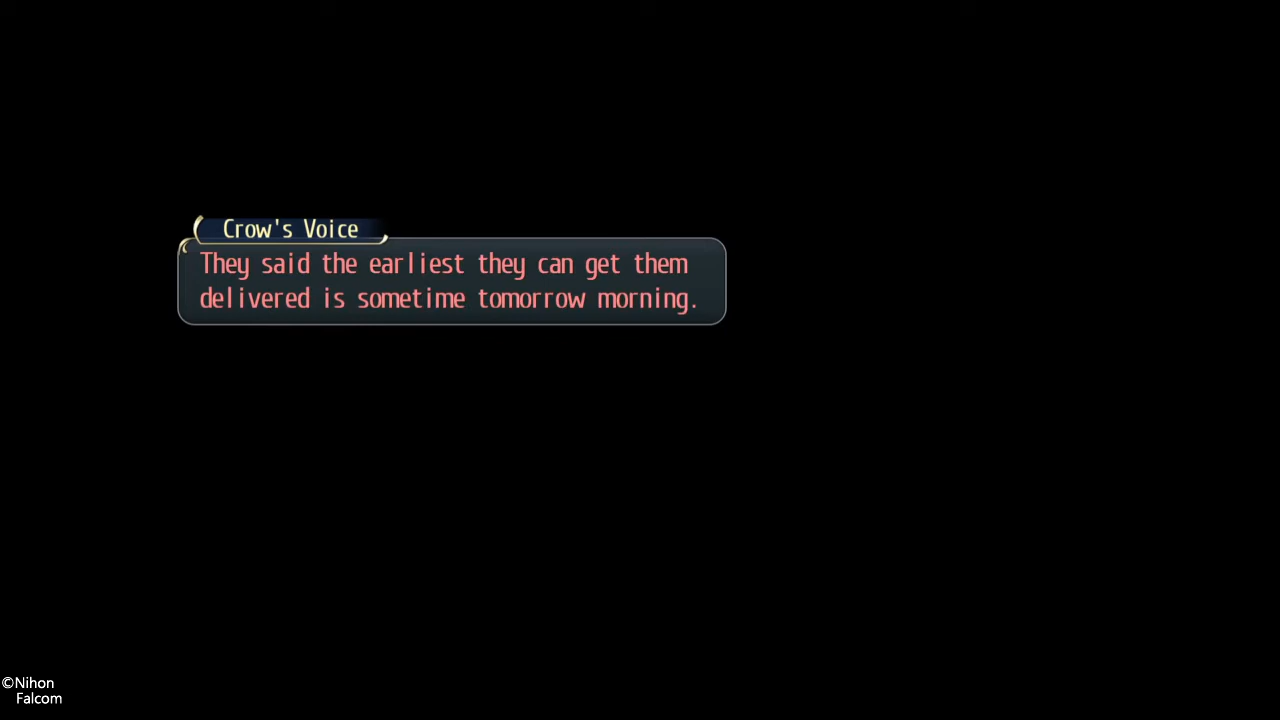 Crow's Voice
They said the earliest they can get them
delivered is sometime tomorrow morning.
©Nihon
Falcom